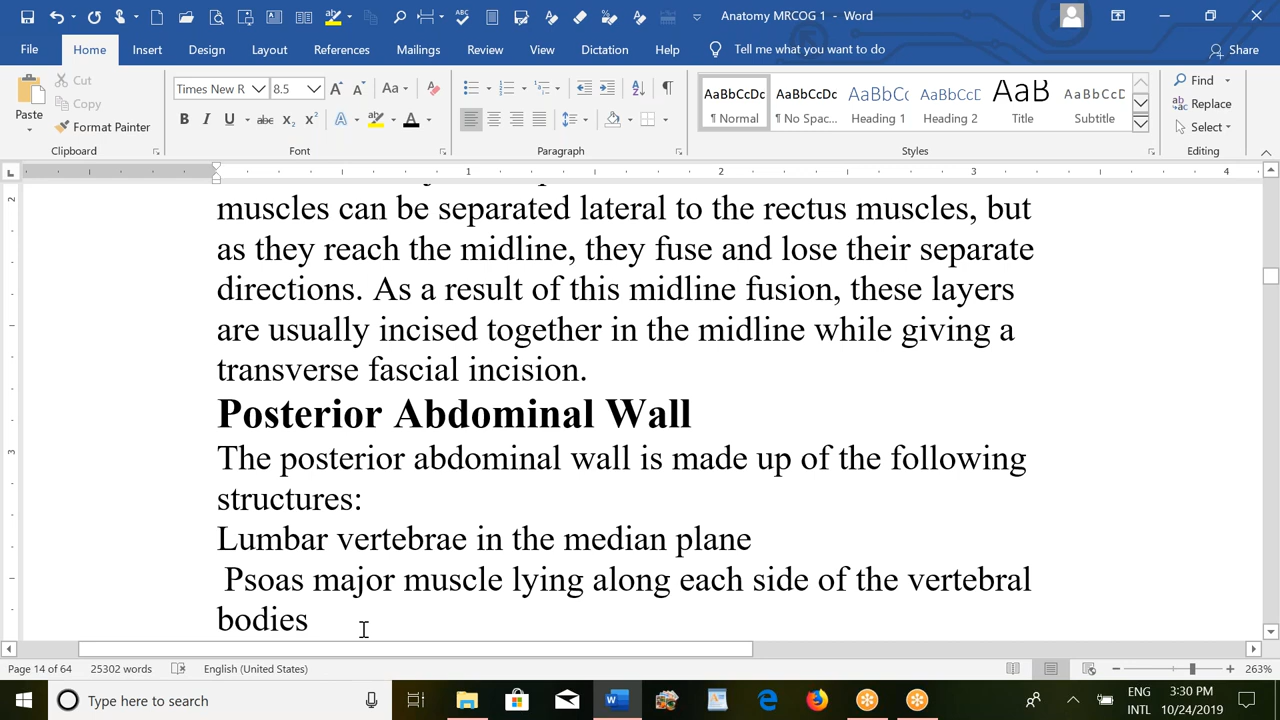 Anatomy MRCOG 1 - Word
File Home Insert Design Layout References Mailings Review View Dictation Help Tell me what you want to do Share
Paste
Cut
Copy
Format Painter
Clipboard
Times New R 8.5
Font
Paragraph
AaBbCcDc AaBbCcDc AaBbCc AaBbCcD AaB AaBbCcD
¶ Normal ¶ No Spac... Heading 1 Heading 2 Title Subtitle
Styles
Find
Replace
Select
Editing
1 2 3 4
2
3
muscles can be separated lateral to the rectus muscles, but
as they reach the midline, they fuse and lose their separate
directions. As a result of this midline fusion, these layers
are usually incised together in the midline while giving a
transverse fascial incision.
Posterior Abdominal Wall
The posterior abdominal wall is made up of the following
structures:
Lumbar vertebrae in the median plane
Psoas major muscle lying along each side of the vertebral
bodies
Page 14 of 64 25302 words English (United States) 263%
Type here to search
ENG
INTL
3:30 PM
10/24/2019